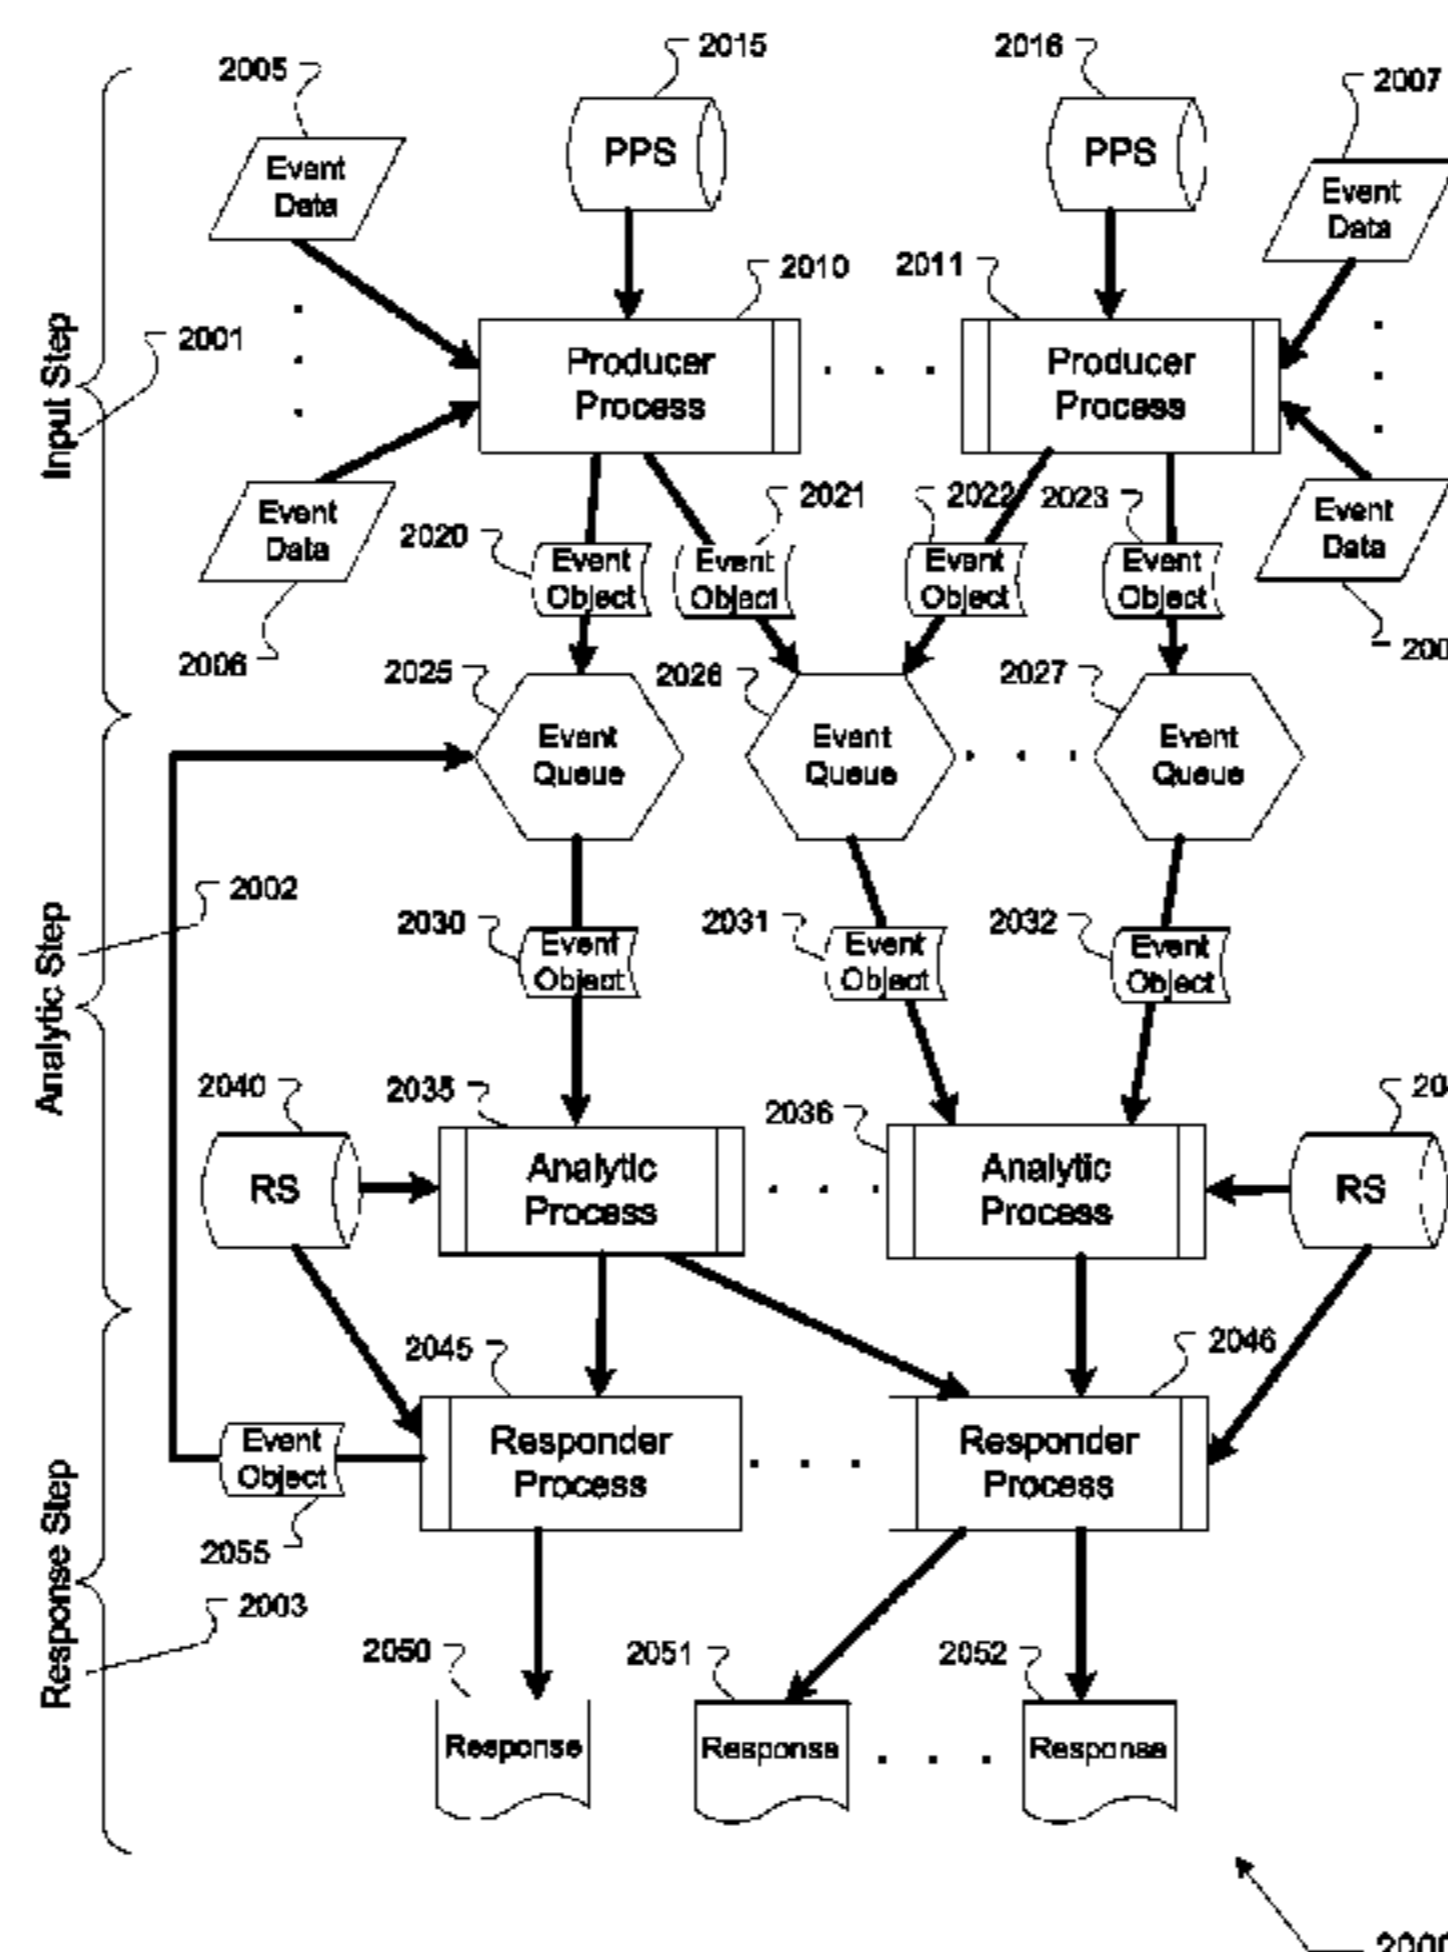 2015
2016
2005
2007
Event
Data
PPS
PPS
Event
Data
2010
2011
Input Step
2001
Producer
Process
Producer
Process
Event
Data
2020
2021
2022
2023
Event
Data
Event
Object
Event
Object
Event
Object
Event
Object
2006
2025
2026
2027
Event
Queue
Event
Queue
Event
Queue
Analytic Step
2002
2030
2031
2032
Event
Object
Event
Object
Event
Object
2040
2035
2036
RS
Analytic
Process
Analytic
Process
RS
2045
2046
Response Step
Event
Object
Responder
Process
Responder
Process
2055
2003
2050
2051
2052
Response
Response
Response
2000